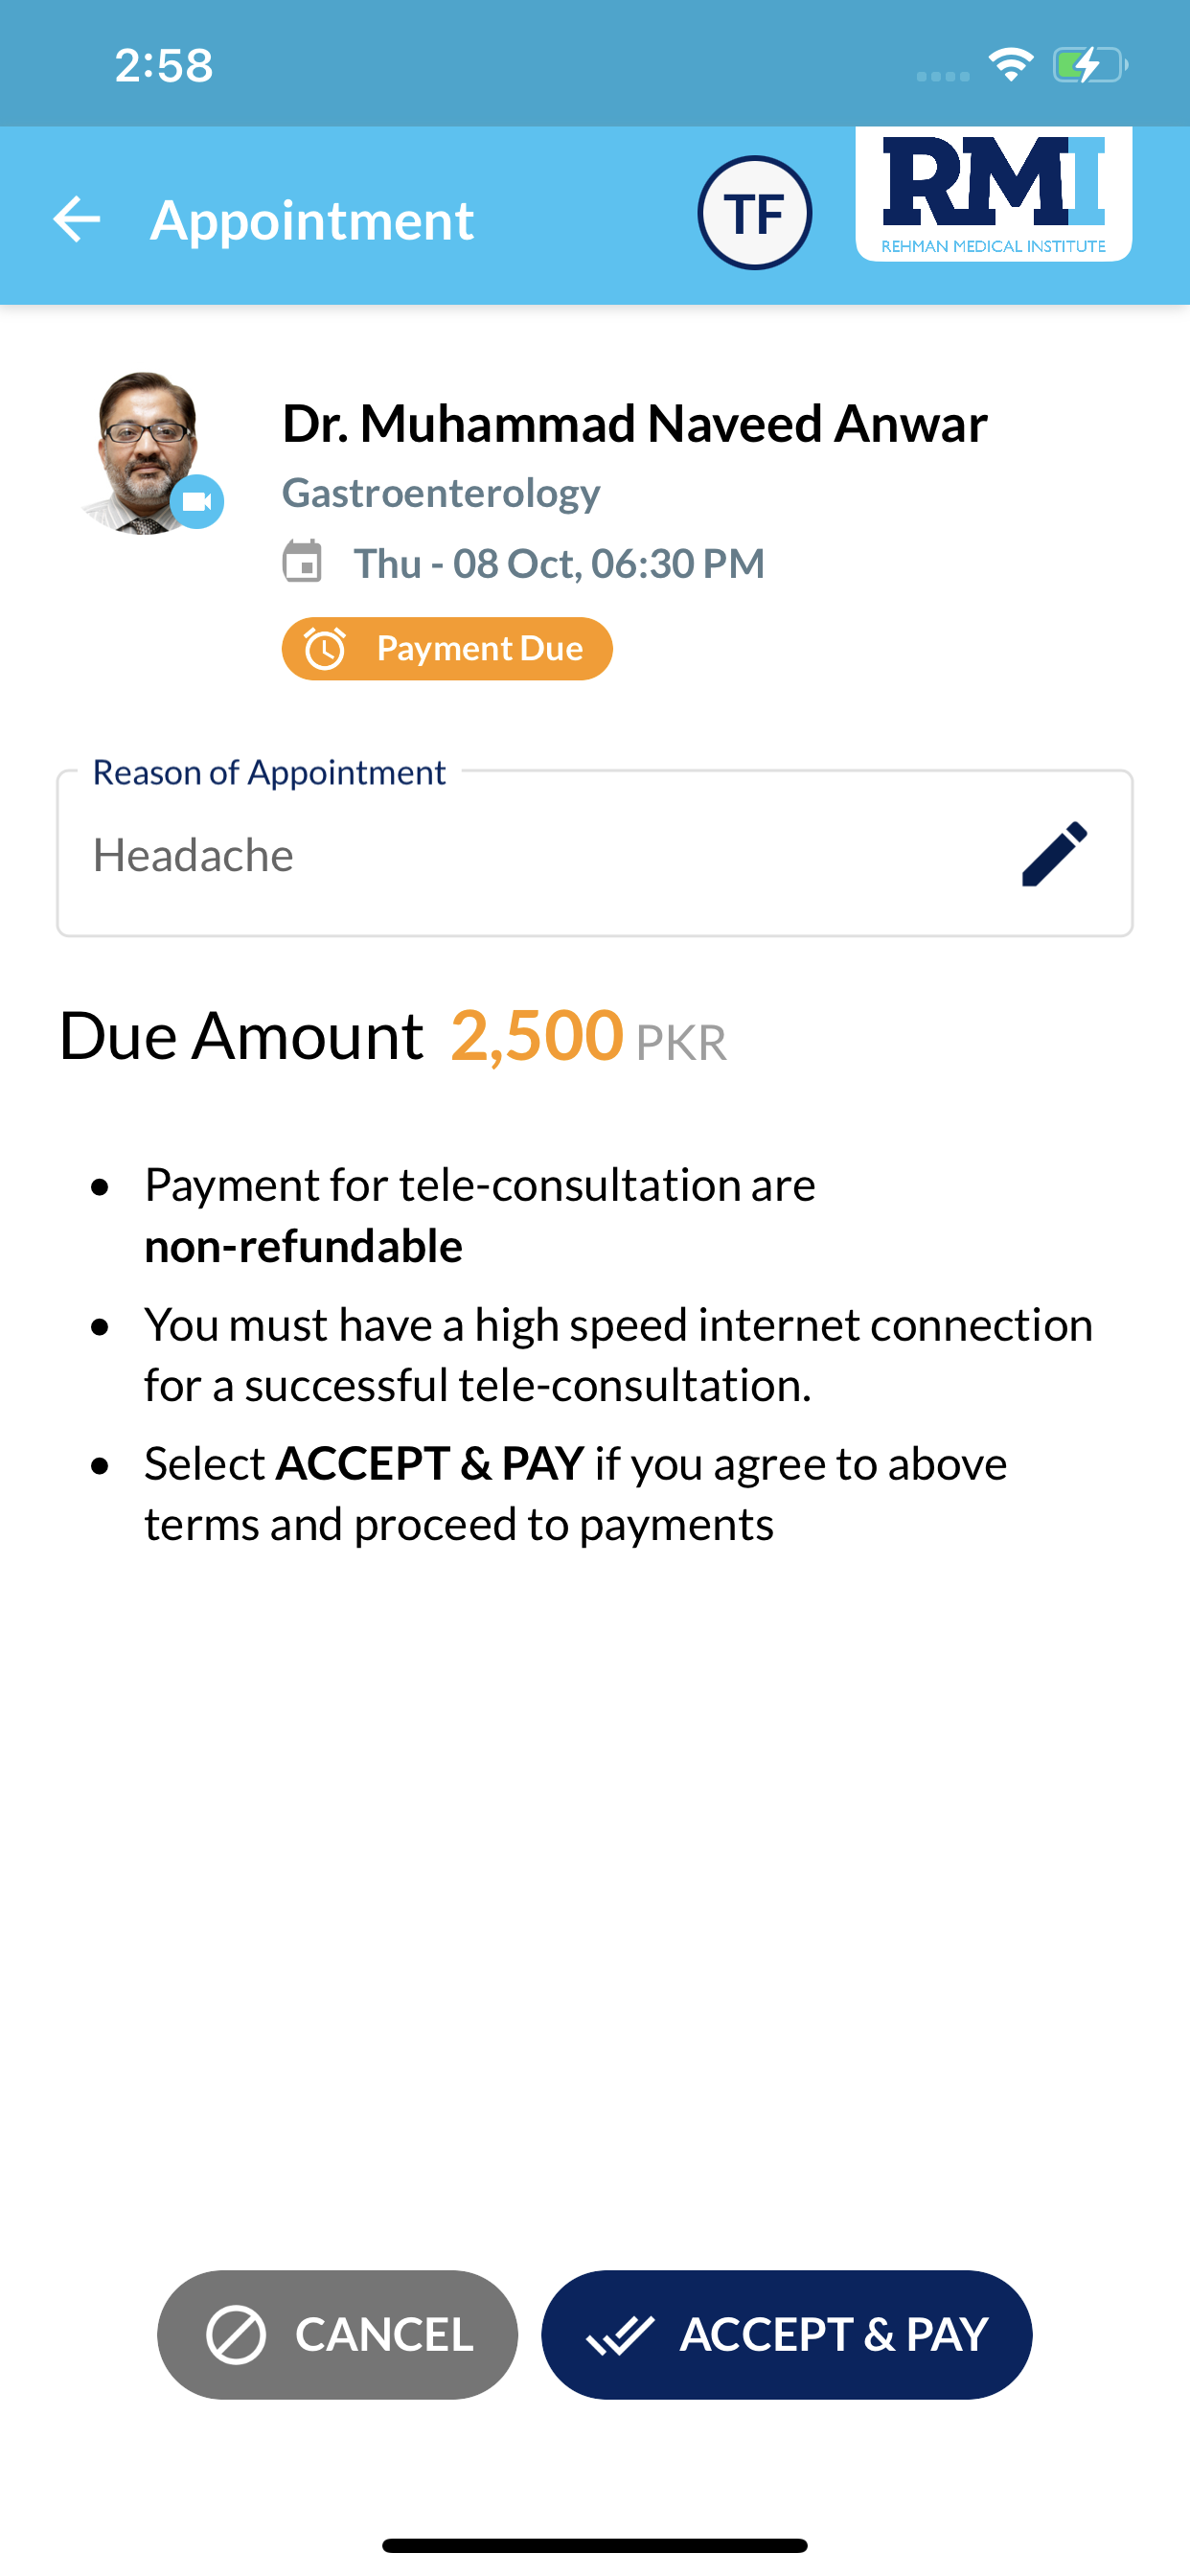 2:58
Appointment
TF
RMI
REHMAN MEDICAL INSTITUTE
Dr. Muhammad Naveed Anwar
Gastroenterology
Thu - 08 Oct, 06:30 PM
Payment Due
Reason of Appointment
Headache
Due Amount 2,500 PKR
• Payment for tele-consultation are
non-refundable
• You must have a high speed internet connection
for a successful tele-consultation.
• Select ACCEPT & PAY if you agree to above
terms and proceed to payments
CANCEL
ACCEPT & PAY